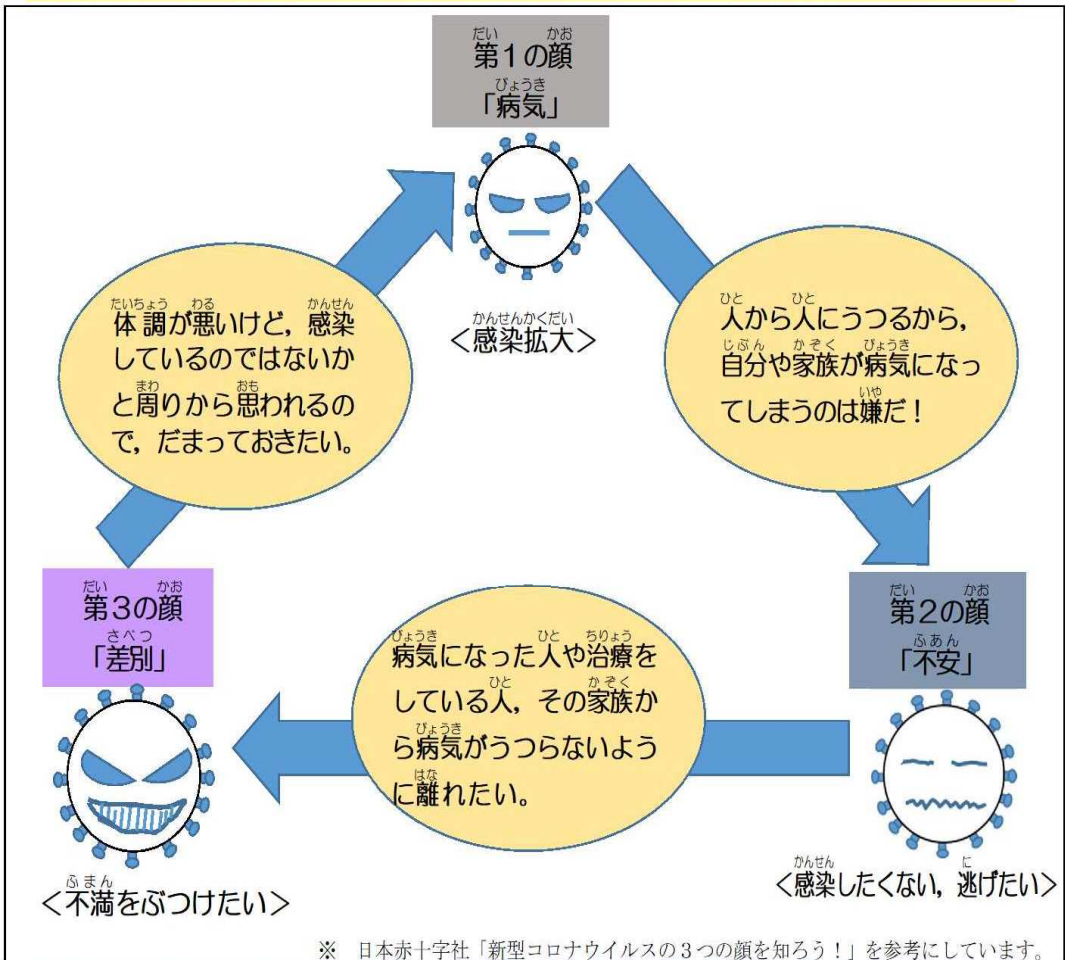 第1の顔
「病気」
<感染拡大>
体調が悪いけど，感染
しているのではないか
と周りから思われるの
で，だまっておきたい。
人から人にうつるから，
自分や家族が病気になっ
てしまうのは嫌だ！
第3の顔
「差別」
<不満をぶつけたい>
病気になった人や治療を
している人，その家族か
ら病気がうつらないよう
に離れたい。
第2の顔
「不安」
<感染したくない，逃げたい>
※　日本赤十字社「新型コロナウイルスの３つの顔を知ろう！」を参考にしています。